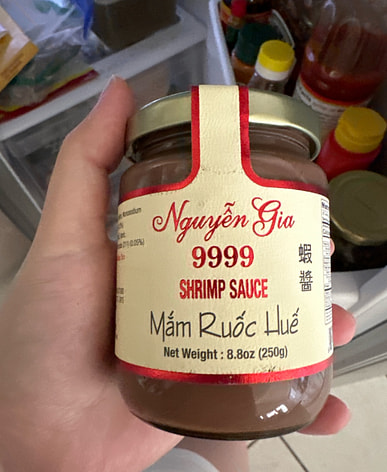 Nguyễn Gia
9999
SHRIMP SAUCE
蝦醬
Mắm Ruốc Huế
Net Weight : 8.8oz (250g)